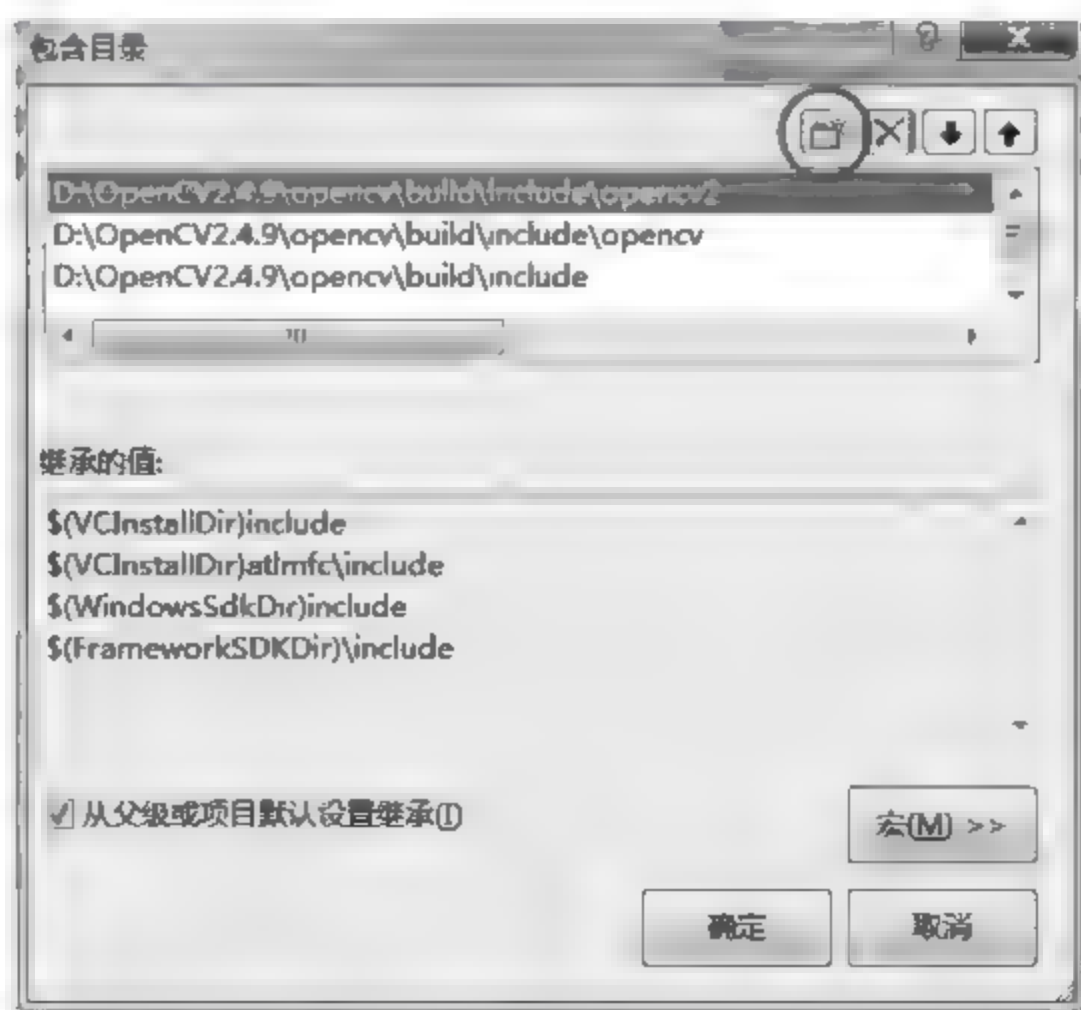 包含目录
D:\OpenCV2.4.9\opencv\build\include\opencv2
D:\OpenCV2.4.9\opencv\build\include\opencv
D:\OpenCV2.4.9\opencv\build\include
继承的值:
$(VCInstallDir)include
$(VCInstallDir)atlmfc\include
$(WindowsSdkDir)include
$(FrameworkSDKDir)\include
从父级或项目默认设置继承(I)
宏(M) >>
确定
取消